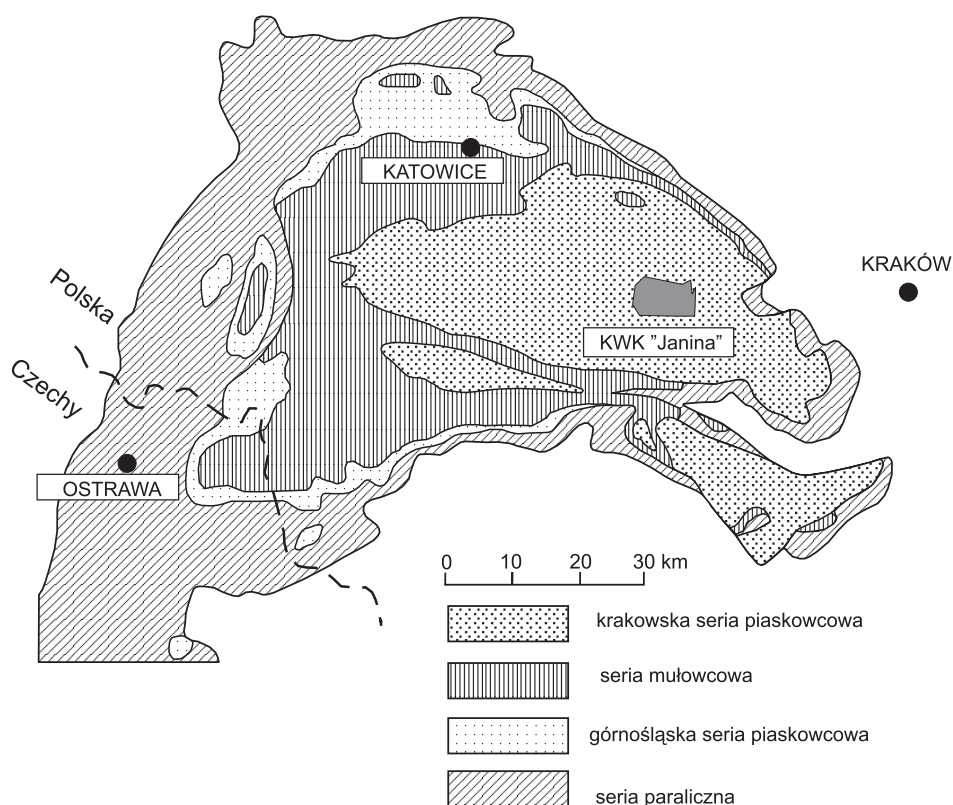 KATOWICE
KRAKÓW
Polska
KWK "Janina"
Czechy
OSTRAWA
0 10 20 30 km
krakowska seria piaskowcowa
seria mułowcowa
górnośląska seria piaskowcowa
seria paraliczna